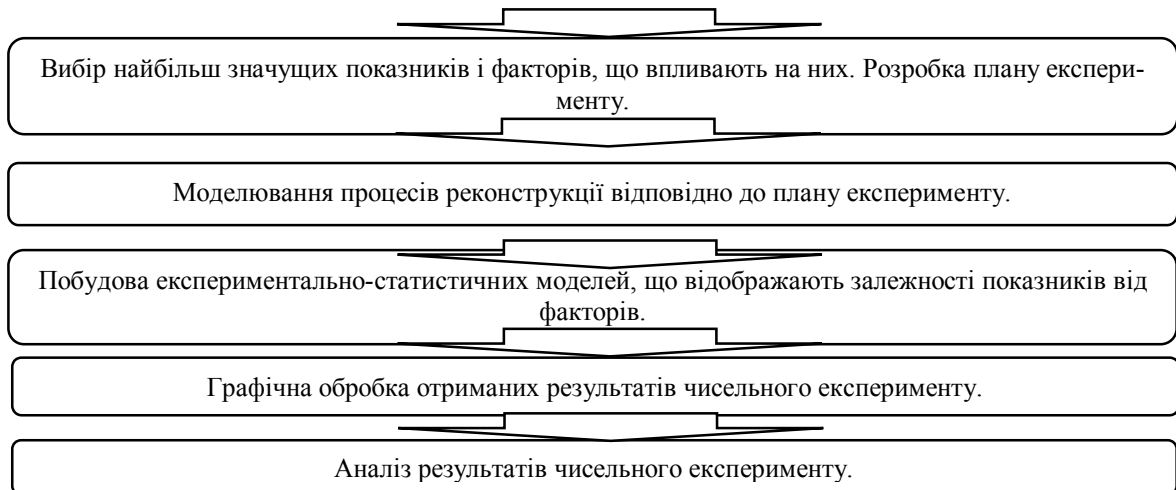 Вибір найбільш значущих показників і факторів, що впливають на них. Розробка плану експери-
менту.
Моделювання процесів реконструкції відповідно до плану експерименту.
Побудова експериментально-статистичних моделей, що відображають залежності показників від
факторів.
Графічна обробка отриманих результатів чисельного експерименту.
Аналіз результатів чисельного експерименту.